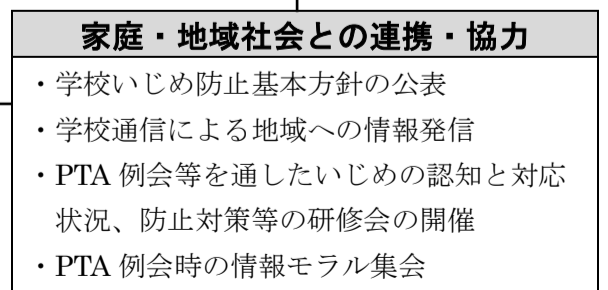 家庭・地域社会との連携・協力
・学校いじめ防止基本方針の公表
・学校通信による地域への情報発信
・PTA 例会等を通したいじめの認知と対応
状況、防止対策等の研修会の開催
・PTA 例会時の情報モラル集会